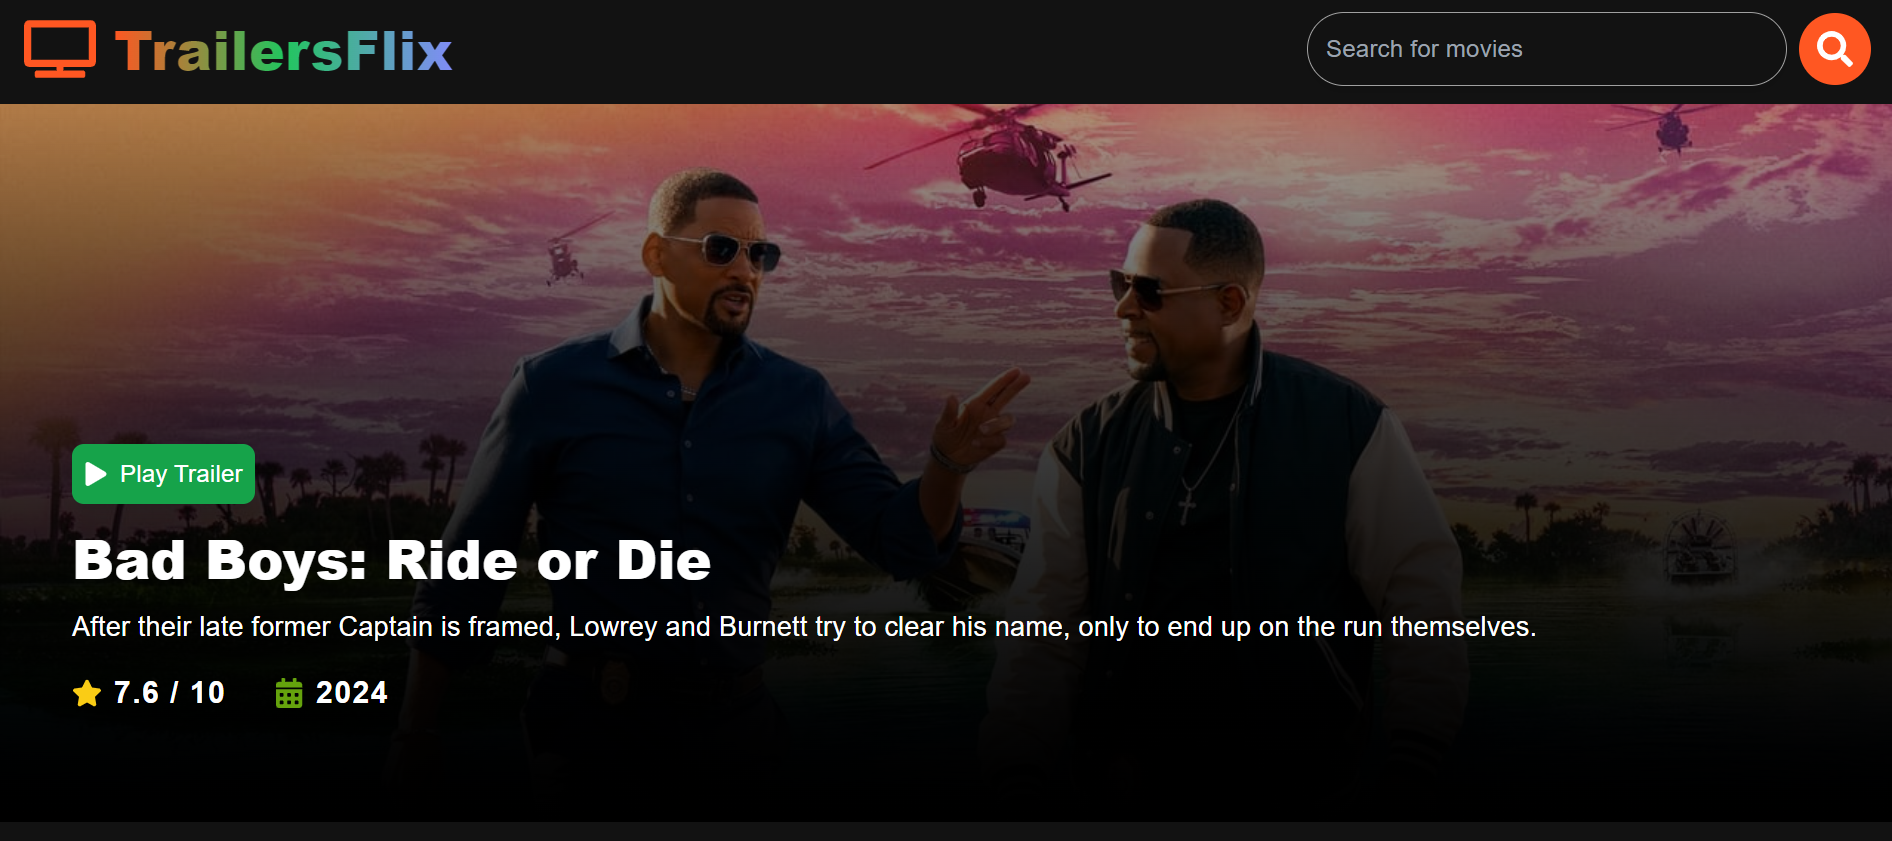 TrailersFlix
Search for movies
Play Trailer
Bad Boys: Ride or Die
After their late former Captain is framed, Lowrey and Burnett try to clear his name, only to end up on the run themselves.
7.6 / 10
2024